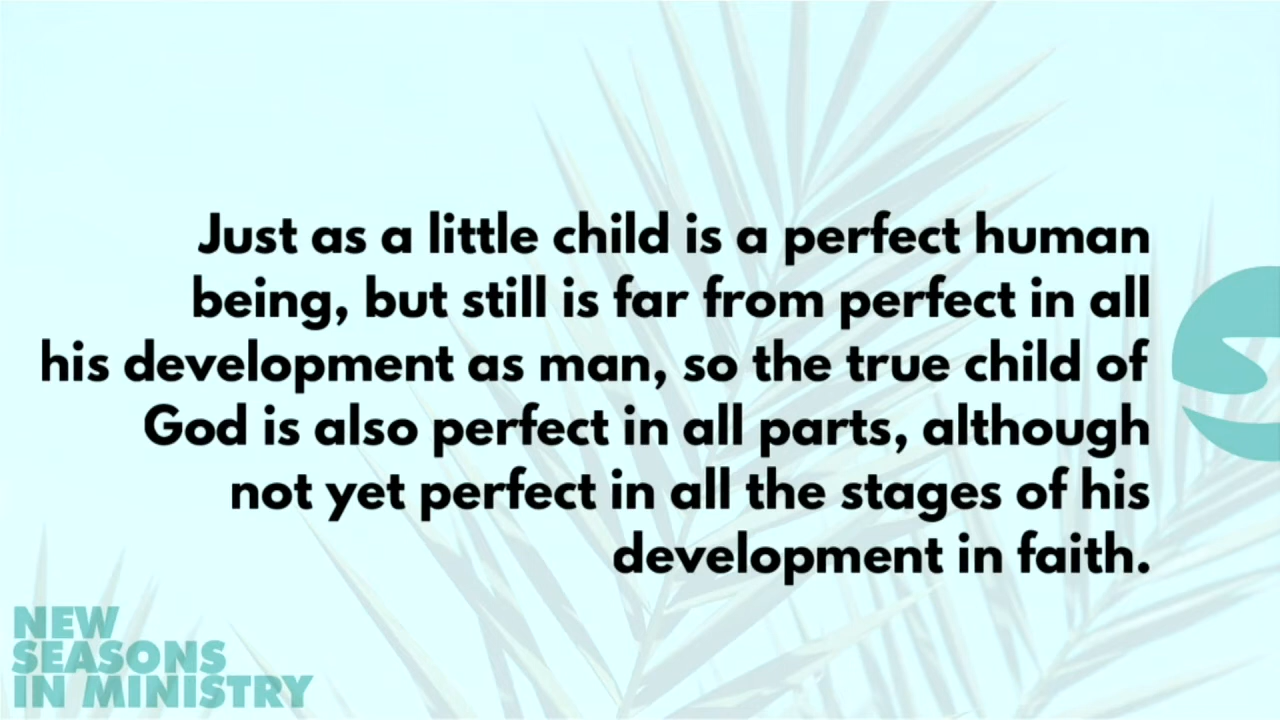 Just as a little child is a perfect human
being, but still is far from perfect in all
his development as man, so the true child of
God is also perfect in all parts, although
not yet perfect in all the stages of his
development in faith.
NEW
SEASONS
IN MINISTRY